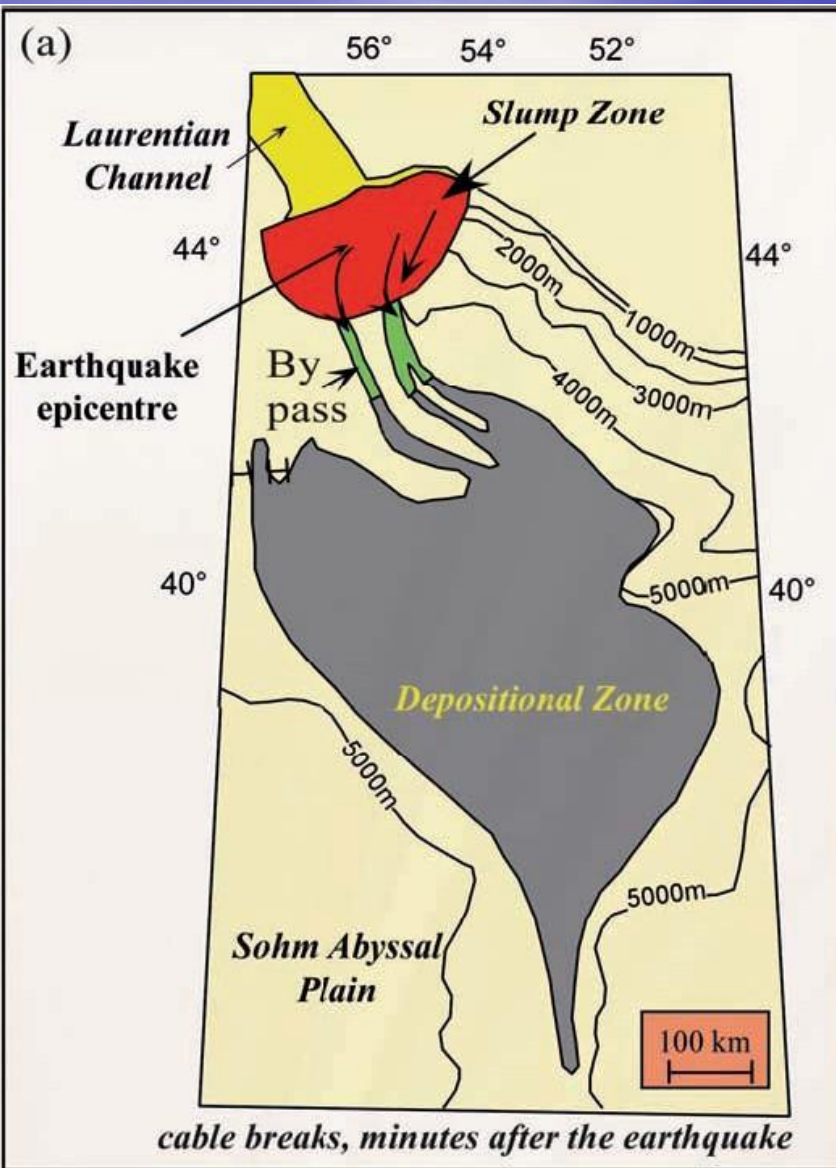 (a)
56° 54° 52°
Laurentian
Channel
Slump Zone
44°
44°
2000m
1000m
Earthquake
epicentre
By
pass
4000m
3000m
40°
5000m
40°
Depositional Zone
5000m
5000m
Sohm Abyssal
Plain
100 km
cable breaks, minutes after the earthquake